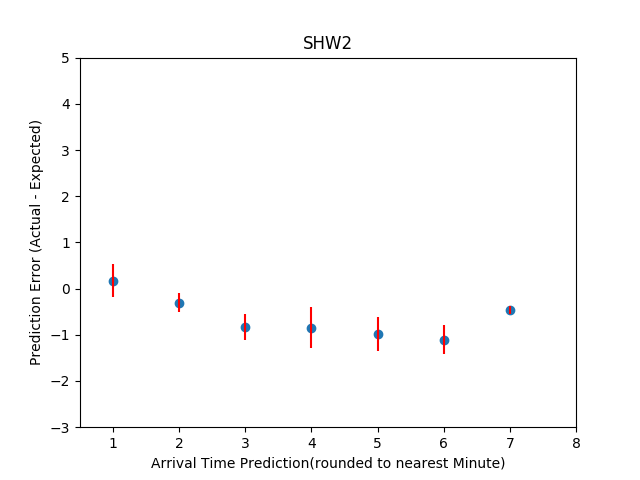 SHW2
Prediction Error (Actual - Expected)
5
4
3
2
1
0
−1
−2
−3
1 2 3 4 5 6 7 8
Arrival Time Prediction(rounded to nearest Minute)